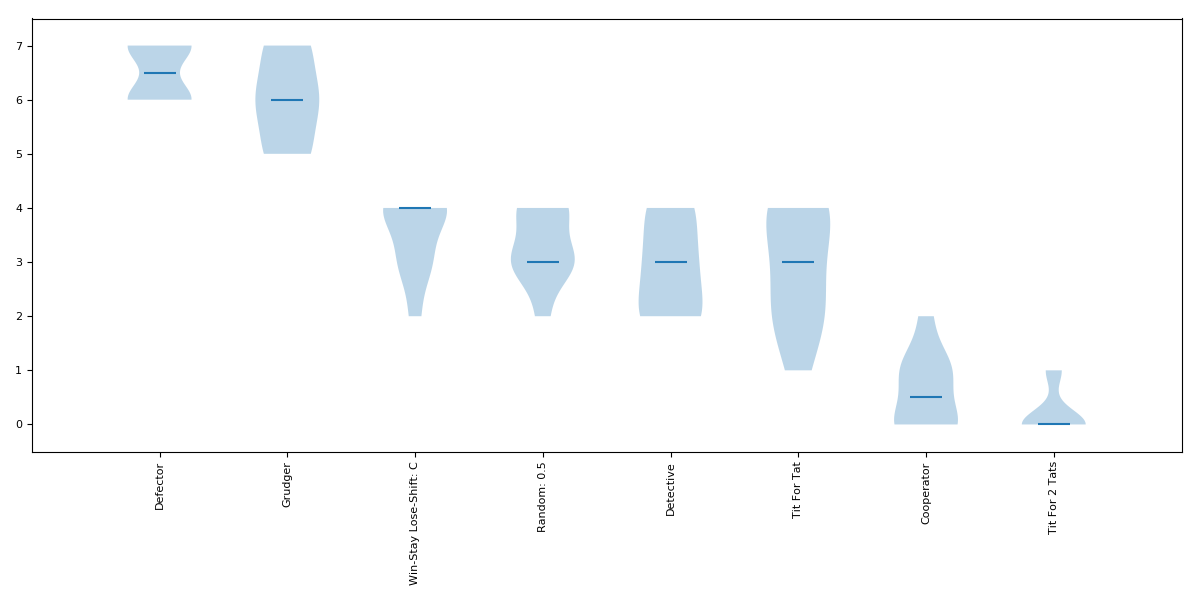 7
6
5
4
3
2
1
0
Defector
Grudger
Win-Stay Lose-Shift: C
Random: 0.5
Detective
Tit For Tat
Cooperator
Tit For 2 Tats